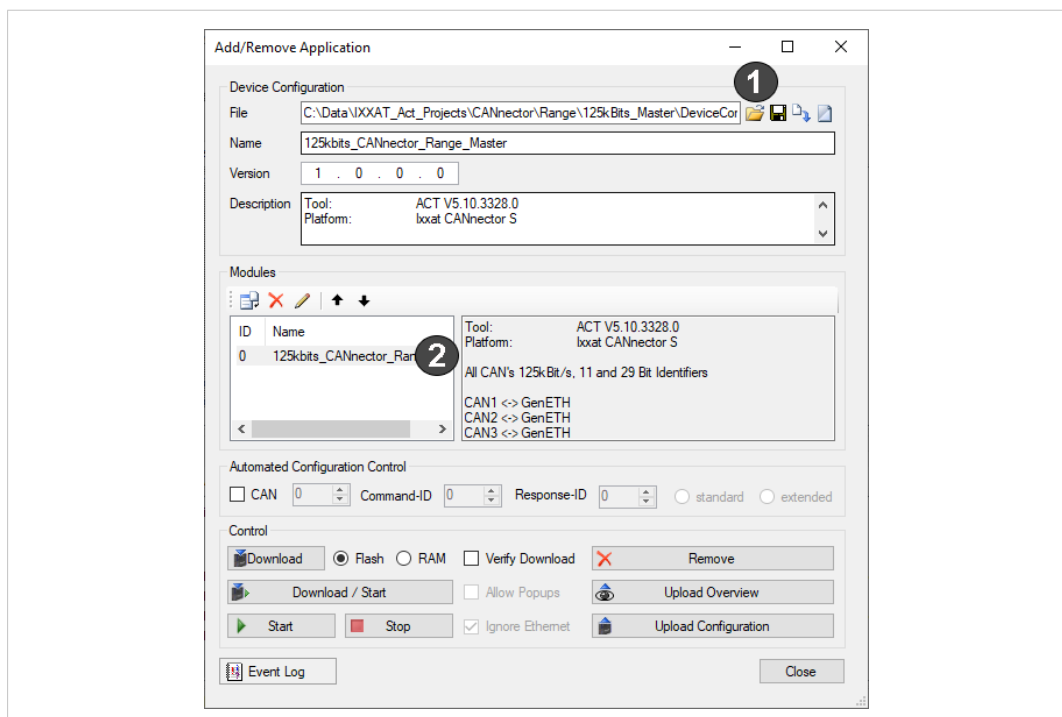 Add/Remove Application
1
Device Configuration
File C:\Data\IXXAT_Act_Projects\CANnector\Range\125kBits_Master\DeviceCor
Name 125kbits_CANnector_Range_Master
Version 1 . 0 . 0 . 0
Description Tool: ACT V5.10.3328.0
Platform: Ixxat CANnector S
Modules
ID Name
0 125kbits_CANnector_Ran
2
Tool: ACT V5.10.3328.0
Platform: Ixxat CANnector S
All CAN's 125kBit/s, 11 and 29 Bit Identifiers
CAN1 <-> GenETH
CAN2 <-> GenETH
CAN3 <-> GenETH
Automated Configuration Control
CAN 0 Command-ID 0 Response-ID 0 standard extended
Control
Download Flash RAM Verify Download Remove
Download / Start Allow Popups Upload Overview
Start Stop Ignore Ethernet Upload Configuration
Event Log Close